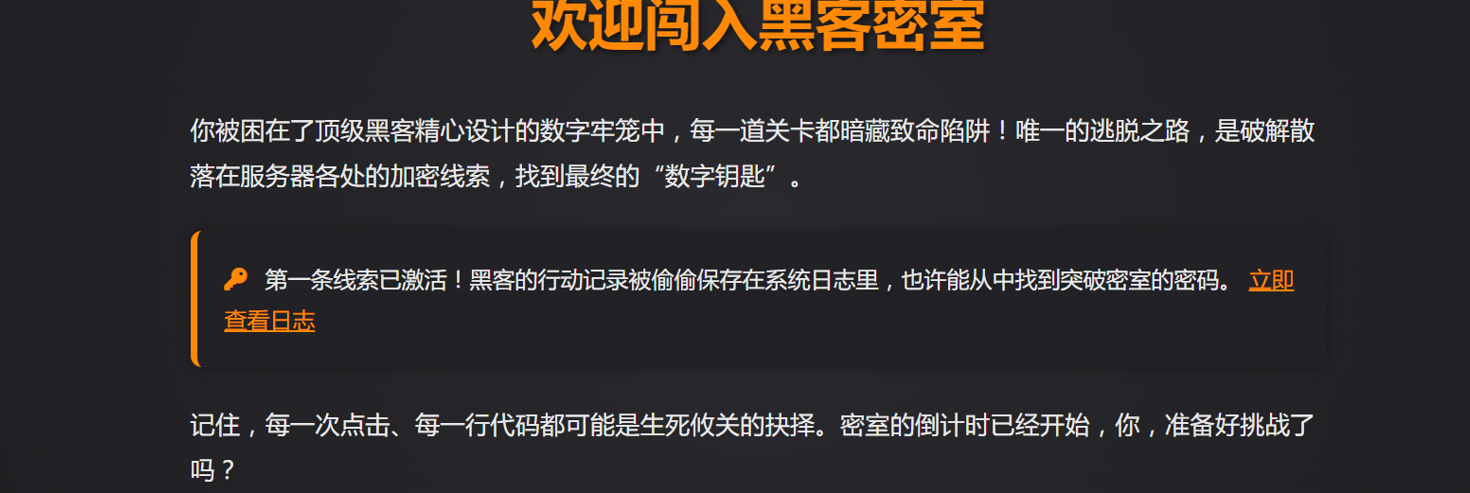 欢迎闯入黑客密室
你被困在了顶级黑客精心设计的数字牢笼中，每一道关卡都暗藏致命陷阱！唯一的逃脱之路，是破解散
落在服务器各处的加密线索，找到最终的“数字钥匙”。
第一条线索已激活！黑客的行动记录被偷偷保存在系统日志里，也许能从中找到突破密室的密码。 立即
查看日志
记住，每一次点击、每一行代码都可能是生死攸关的抉择。密室的倒计时已经开始，你，准备好挑战了
吗？